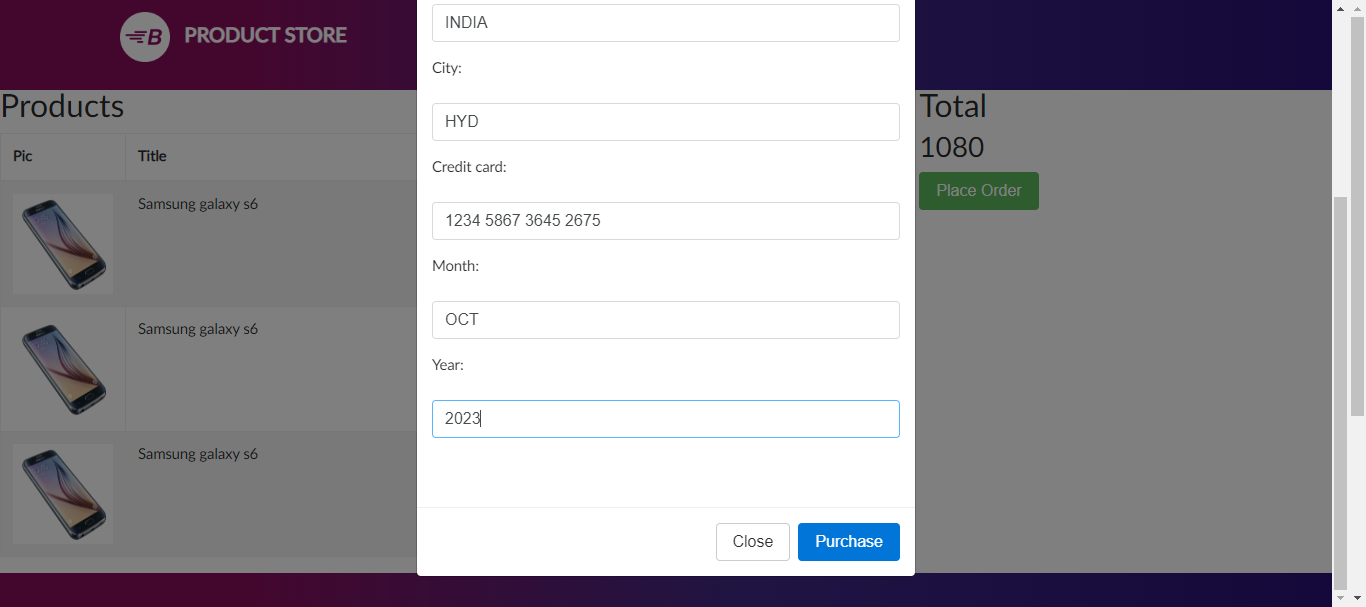 B PRODUCT STORE
Products
Pic Title
Samsung galaxy s6
Samsung galaxy s6
Samsung galaxy s6
INDIA
City:
HYD
Credit card:
1234 5867 3645 2675
Month:
OCT
Year:
2023
Close Purchase
Total
1080
Place Order